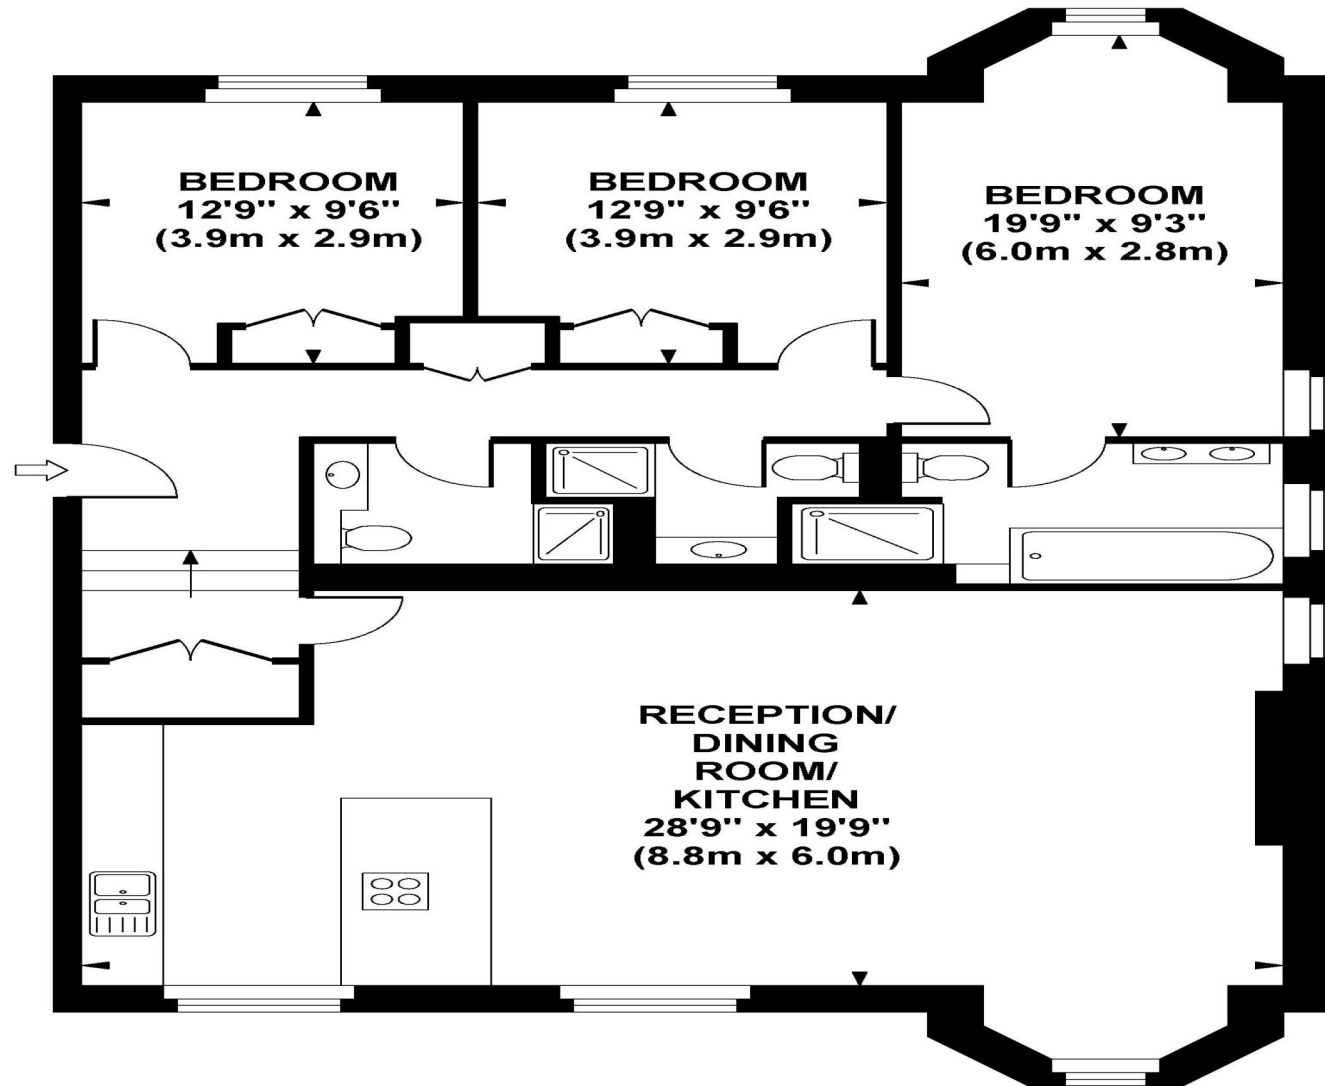 BEDROOM
12'9" x 9'6"
(3.9m x 2.9m)
BEDROOM
12'9" x 9'6"
(3.9m x 2.9m)
BEDROOM
19'9" x 9'3"
(6.0m x 2.8m)
RECEPTION/
DINING
ROOM/
KITCHEN
28'9" x 19'9"
(8.8m x 6.0m)